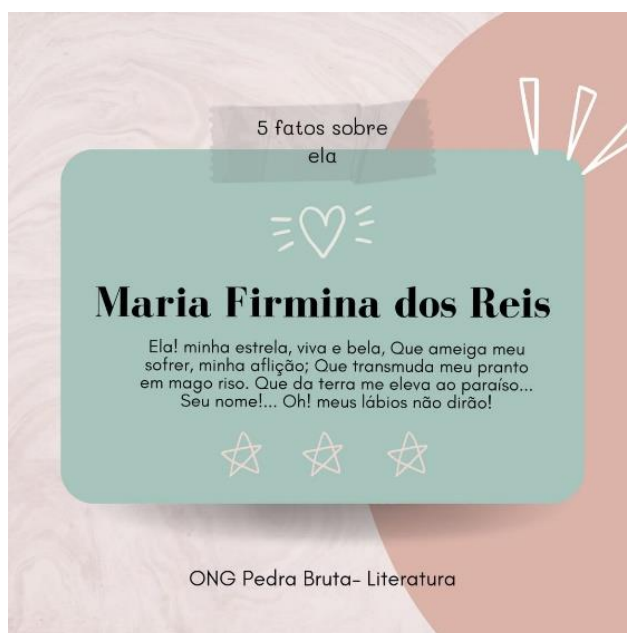 5 fatos sobre
ela
Maria Firmina dos Reis
Ela! minha estrela, viva e bela, Que ameiga meu
sofrer, minha aflição; Que transmuda meu pranto
em mago riso. Que da terra me eleva ao paraíso...
Seu nome!... Oh! meus lábios não dirão!
ONG Pedra Bruta- Literatura